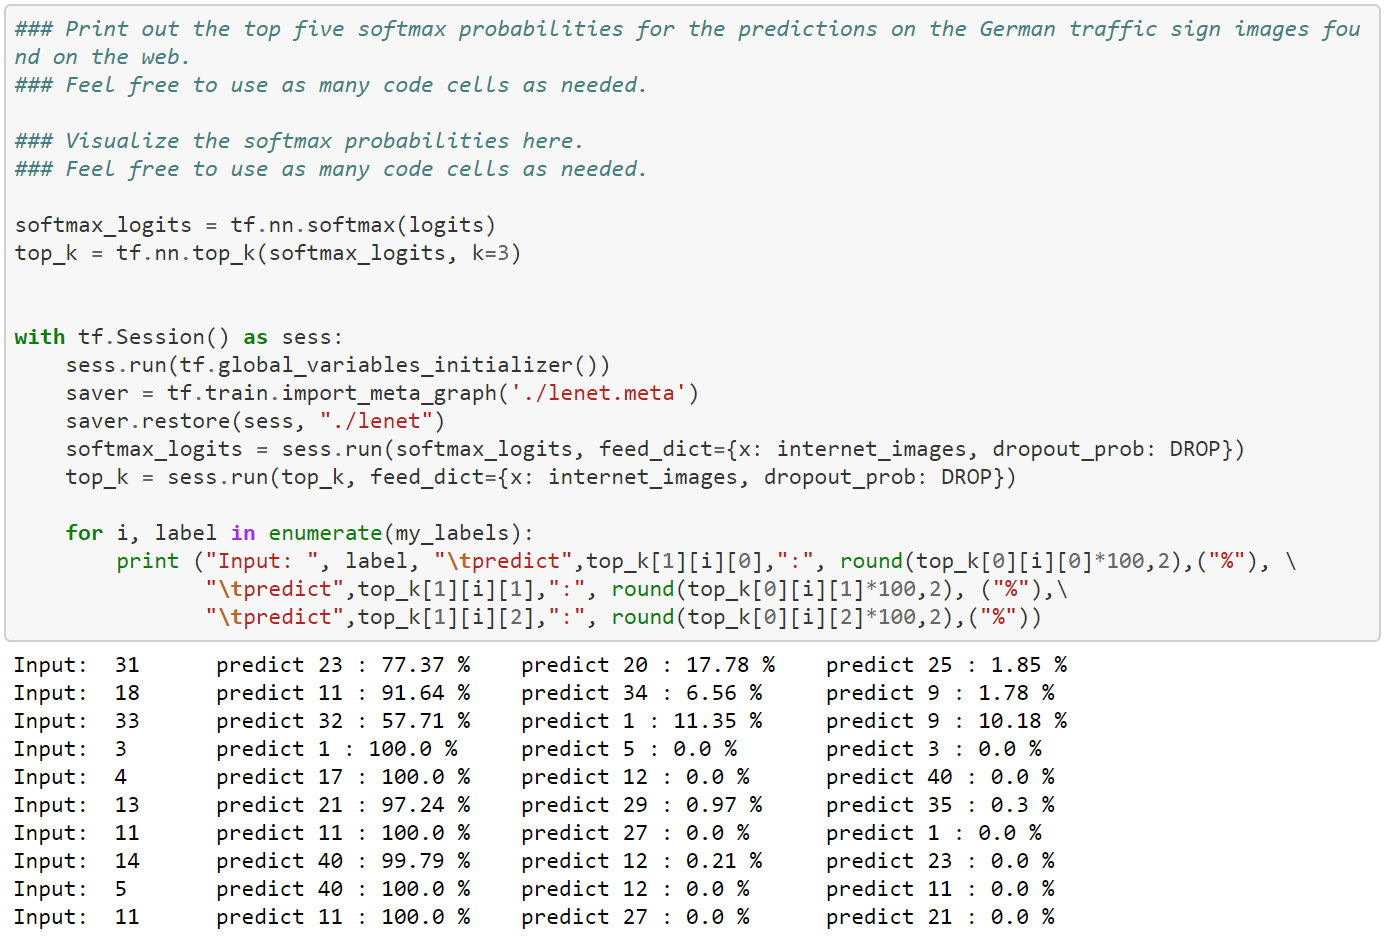 ### Print out the top five softmax probabilities for the predictions on the German traffic sign images fou
nd on the web.
### Feel free to use as many code cells as needed.
### Visualize the softmax probabilities here.
### Feel free to use as many code cells as needed.
softmax_logits = tf.nn.softmax(logits)
top_k = tf.nn.top_k(softmax_logits, k=3)
with tf.Session() as sess:
    sess.run(tf.global_variables_initializer())
    saver = tf.train.import_meta_graph('./lenet.meta')
    saver.restore(sess, "./lenet")
    softmax_logits = sess.run(softmax_logits, feed_dict={x: internet_images, dropout_prob: DROP})
    top_k = sess.run(top_k, feed_dict={x: internet_images, dropout_prob: DROP})
    for i, label in enumerate(my_labels):
        print ("Input: ", label, "\tpredict",top_k[1][i][0],":", round(top_k[0][i][0]*100,2),("%"), \
               "\tpredict",top_k[1][i][1],":", round(top_k[0][i][1]*100,2), ("%"),\
               "\tpredict",top_k[1][i][2],":", round(top_k[0][i][2]*100,2),("%"))
Input:  31      predict 23 : 77.37 %    predict 20 : 17.78 %    predict 25 : 1.85 %
Input:  18      predict 11 : 91.64 %    predict 34 : 6.56 %     predict 9 : 1.78 %
Input:  33      predict 32 : 57.71 %    predict 1 : 11.35 %     predict 9 : 10.18 %
Input:  3       predict 1 : 100.0 %     predict 5 : 0.0 %       predict 3 : 0.0 %
Input:  4       predict 17 : 100.0 %    predict 12 : 0.0 %      predict 40 : 0.0 %
Input:  13      predict 21 : 97.24 %    predict 29 : 0.97 %     predict 35 : 0.3 %
Input:  11      predict 11 : 100.0 %    predict 27 : 0.0 %      predict 1 : 0.0 %
Input:  14      predict 40 : 99.79 %    predict 12 : 0.21 %     predict 23 : 0.0 %
Input:  5       predict 40 : 100.0 %    predict 12 : 0.0 %      predict 11 : 0.0 %
Input:  11      predict 11 : 100.0 %    predict 27 : 0.0 %      predict 21 : 0.0 %